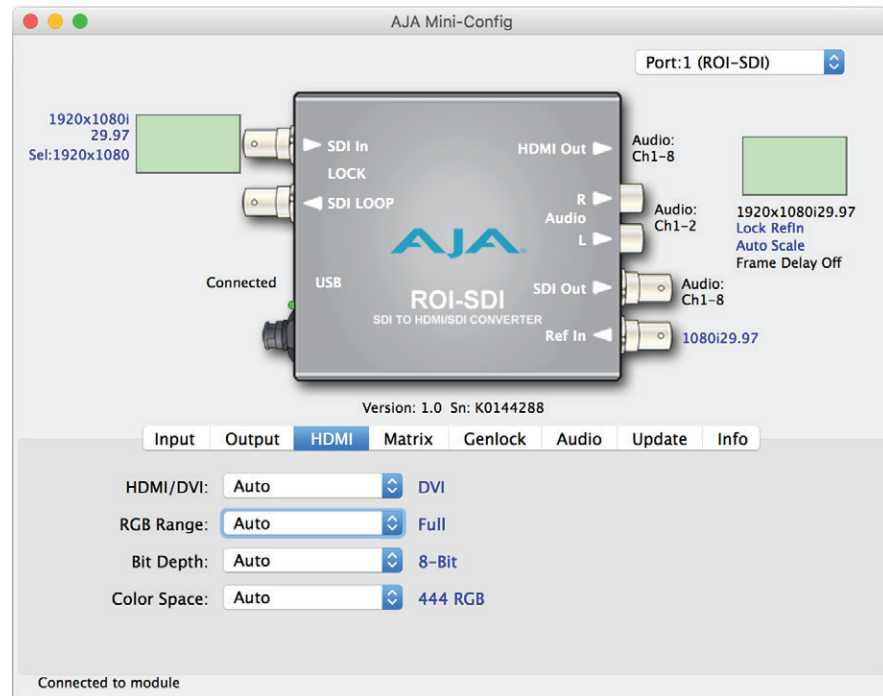 AJA Mini-Config
Port:1 (ROI-SDI)
1920x1080i
29.97
Sel:1920x1080
SDI In
LOCK
SDI LOOP
HDMI Out
Audio:
Ch1-8
R
Audio
L
Audio:
Ch1-2
1920x1080i29.97
Lock RefIn
Auto Scale
Frame Delay Off
AJA
Connected
USB
ROI-SDI
SDI TO HDMI/SDI CONVERTER
SDI Out
Audio:
Ch1-8
Ref In
1080i29.97
Version: 1.0 Sn: K0144288
Input Output HDMI Matrix Genlock Audio Update Info
HDMI/DVI: Auto DVI
RGB Range: Auto Full
Bit Depth: Auto 8-Bit
Color Space: Auto 444 RGB
Connected to module